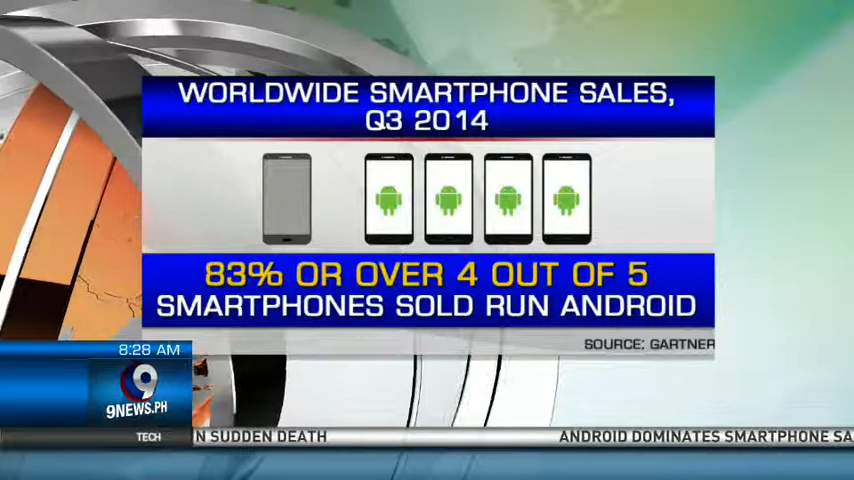 WORLDWIDE SMARTPHONE SALES,
Q3 2014
83% OR OVER 4 OUT OF 5
SMARTPHONES SOLD RUN ANDROID
SOURCE: GARTNER
8:28 AM
9
9NEWS.PH
TECH
IN SUDDEN DEATH
ANDROID DOMINATES SMARTPHONE SA